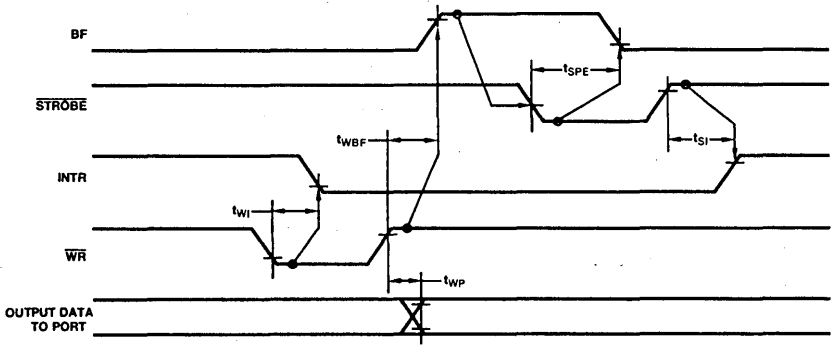 BF
STROBE
INTR
WR
OUTPUT DATA
TO PORT
tSPE
tWBF
tSI
tWI
tWP